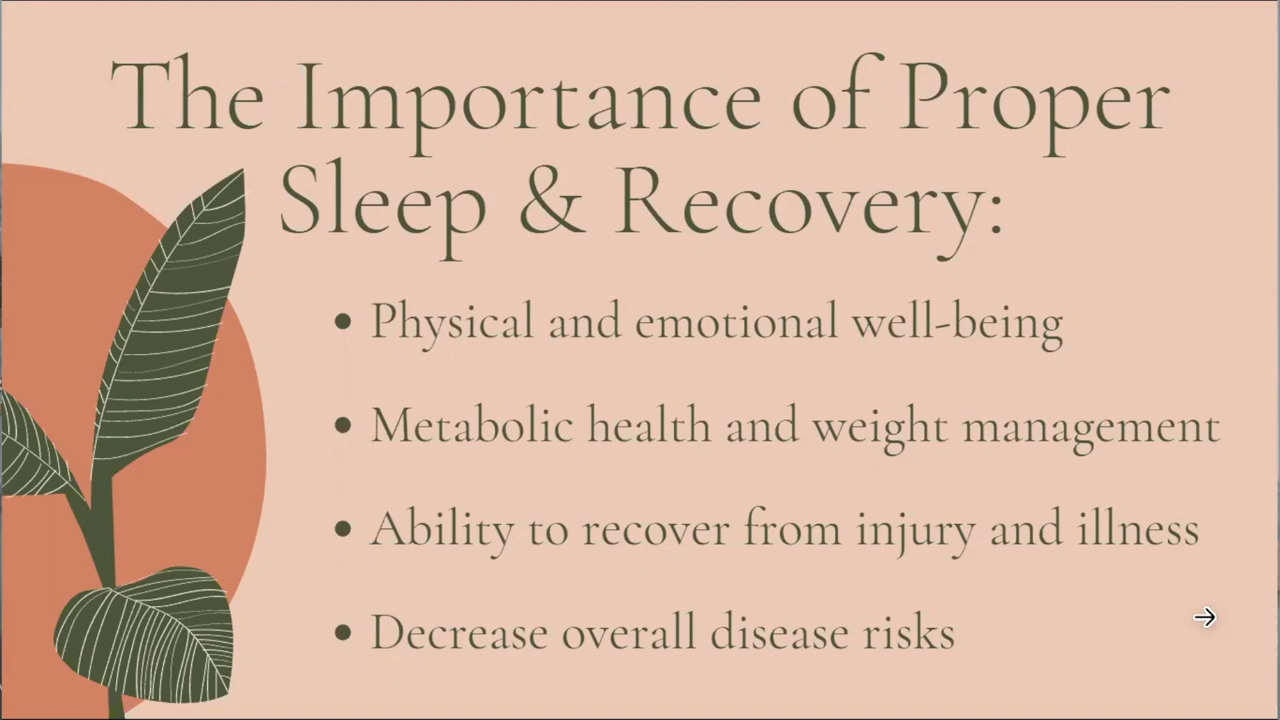 The Importance of Proper
Sleep & Recovery:
• Physical and emotional well-being
• Metabolic health and weight management
• Ability to recover from injury and illness
• Decrease overall disease risks